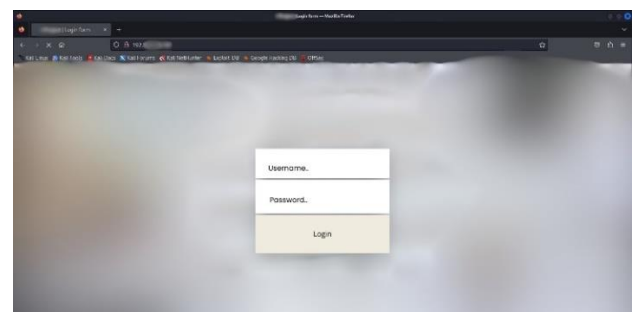 Login form — Mozilla Firefox
Login form
Kali Linux Kali Tools Kali Docs Kali Forums Kali NetHunter Exploit-DB Google Hacking DB OffSec
Username..
Password..
Login